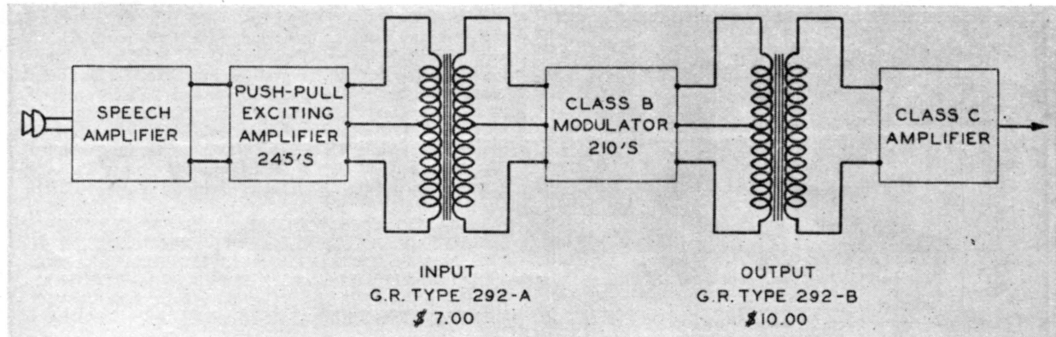 SPEECH
AMPLIFIER
PUSH-PULL
EXCITING
AMPLIFIER
245'S
CLASS B
MODULATOR
210'S
CLASS C
AMPLIFIER
INPUT
G.R. TYPE 292-A
$7.00
OUTPUT
G.R. TYPE 292-B
$10.00